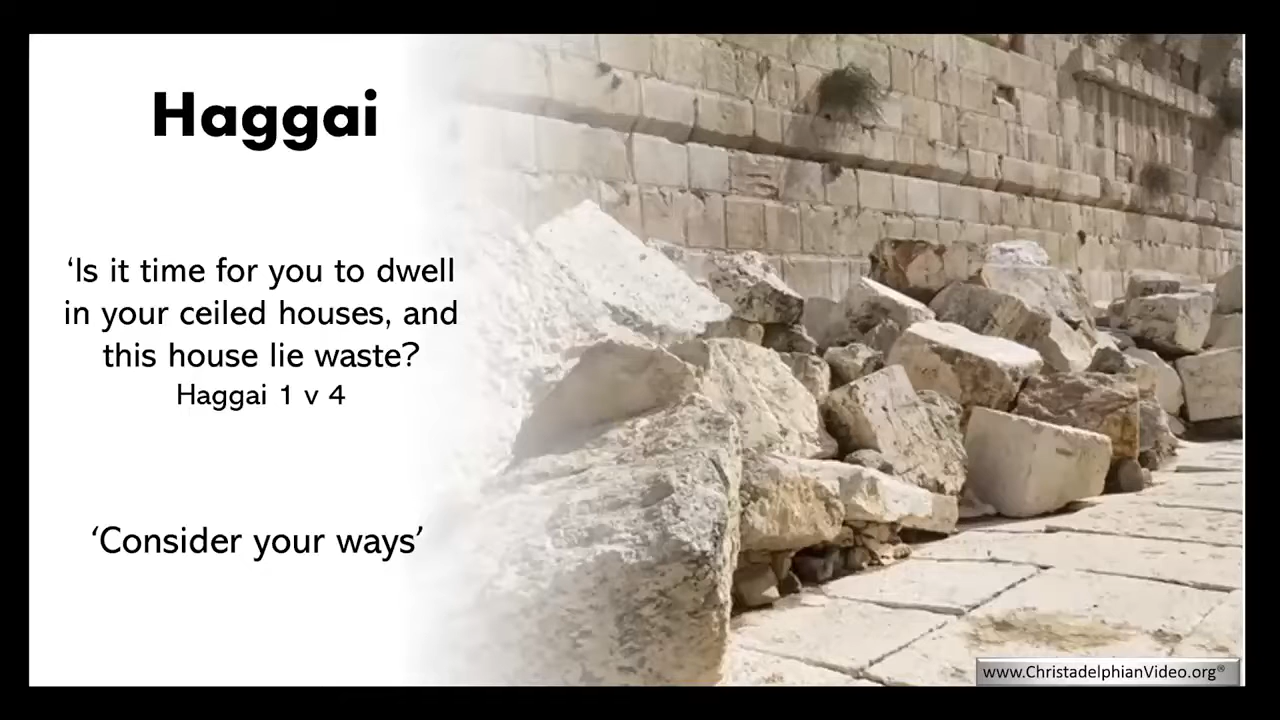 Haggai
‘Is it time for you to dwell
in your ceiled houses, and
this house lie waste?
Haggai 1 v 4
‘Consider your ways’
www.ChristadelphianVideo.org®